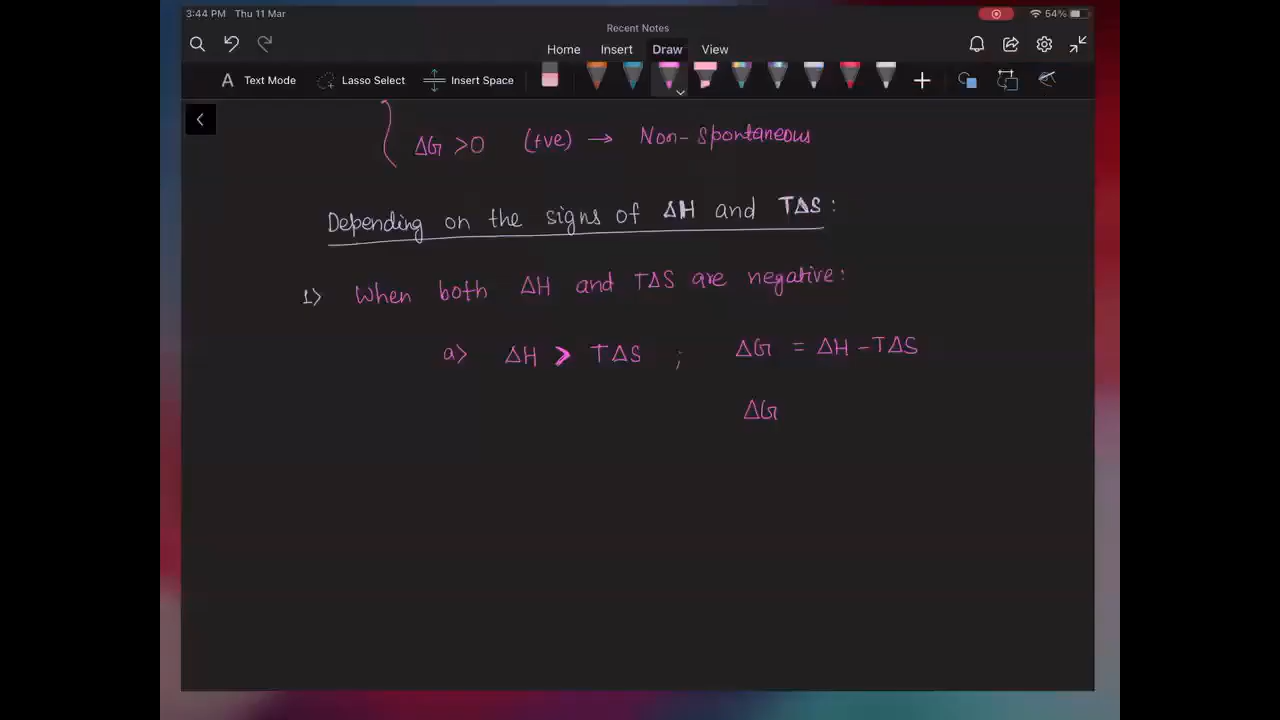 3:44 PM Thu 11 Mar
54%
Recent Notes
Home Insert Draw View
A Text Mode Lasso Select Insert Space
ΔG >0 (+ve) → Non-Spontaneous
Depending on the signs of ΔH and TΔS:
1> When both ΔH and TΔS are negative:
a> ΔH > TΔS ; ΔG = ΔH - TΔS
ΔG